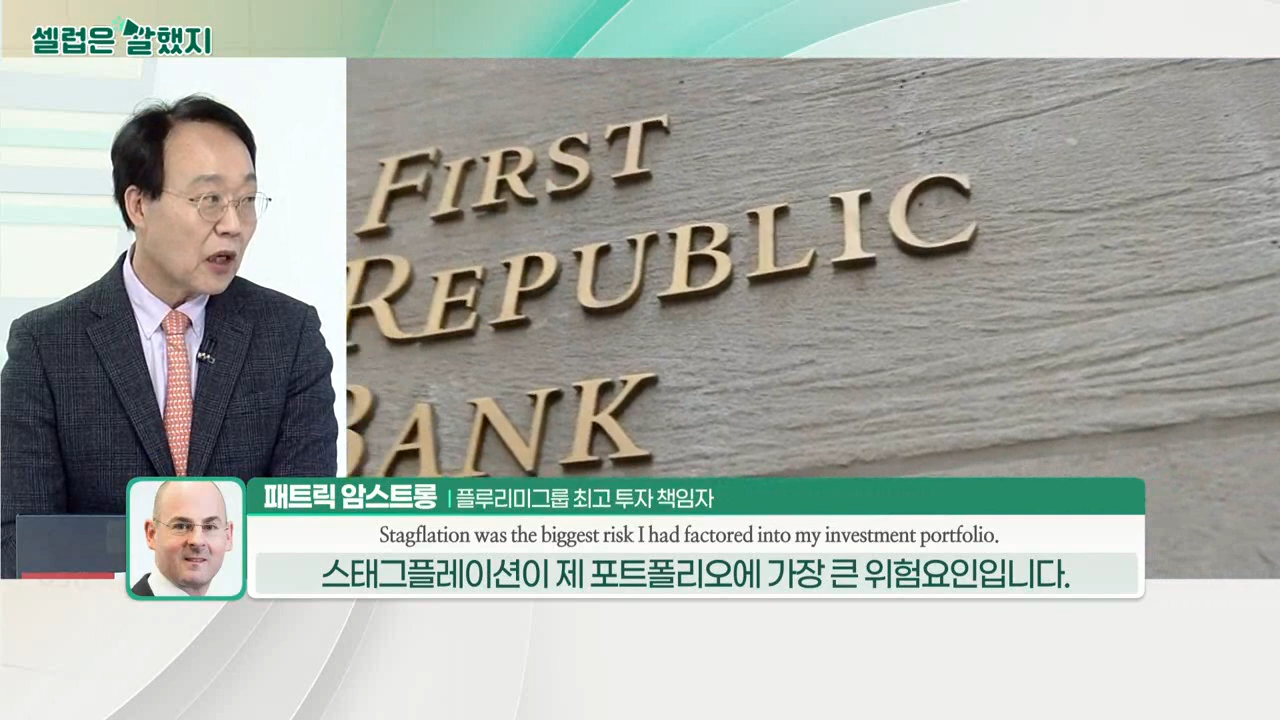 셀럽은 말했지
FIRST
REPUBLIC
BANK
패트릭 암스트롱 | 플루리미그룹 최고 투자 책임자
Stagflation was the biggest risk I had factored into my investment portfolio.
스태그플레이션이 제 포트폴리오에 가장 큰 위험요인입니다.